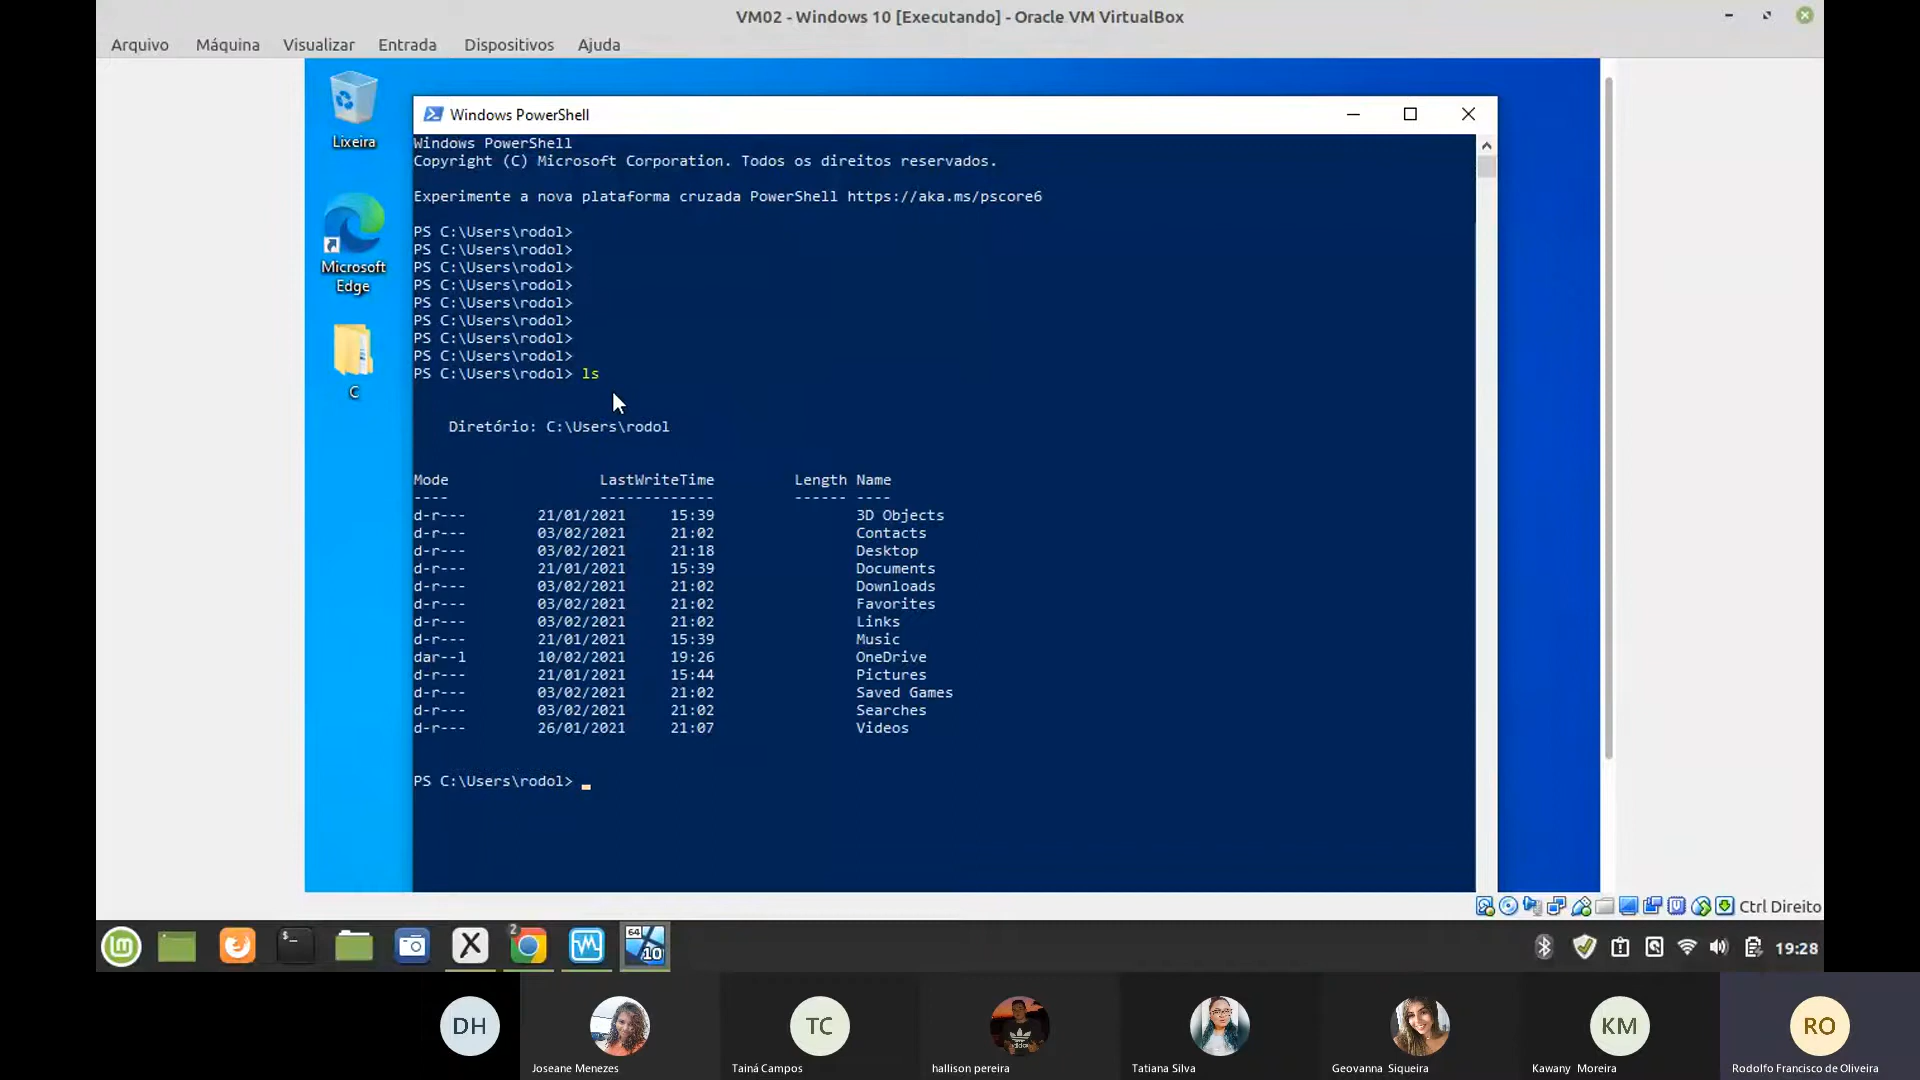 VM02 - Windows 10 [Executando] - Oracle VM VirtualBox
Arquivo Máquina Visualizar Entrada Dispositivos Ajuda
Lixeira
Microsoft
Edge
C
Windows PowerShell
Windows PowerShell
Copyright (C) Microsoft Corporation. Todos os direitos reservados.
Experimente a nova plataforma cruzada PowerShell https://aka.ms/pscore6
PS C:\Users\rodol>
PS C:\Users\rodol>
PS C:\Users\rodol>
PS C:\Users\rodol>
PS C:\Users\rodol>
PS C:\Users\rodol>
PS C:\Users\rodol>
PS C:\Users\rodol>
PS C:\Users\rodol> ls
Diretório: C:\Users\rodol
Mode LastWriteTime Length Name
---- ------------- ------ ----
d-r--- 21/01/2021 15:39 3D Objects
d-r--- 03/02/2021 21:02 Contacts
d-r--- 03/02/2021 21:18 Desktop
d-r--- 21/01/2021 15:39 Documents
d-r--- 03/02/2021 21:02 Downloads
d-r--- 03/02/2021 21:02 Favorites
d-r--- 03/02/2021 21:02 Links
d-r--- 21/01/2021 15:39 Music
dar--l 10/02/2021 19:26 OneDrive
d-r--- 21/01/2021 15:44 Pictures
d-r--- 03/02/2021 21:02 Saved Games
d-r--- 03/02/2021 21:02 Searches
d-r--- 26/01/2021 21:07 Videos
PS C:\Users\rodol>
Ctrl Direito
$_ X 2 64 10 19:28
DH TC KM RO
adidas
Joseane Menezes Tainá Campos hallison pereira Tatiana Silva Geovanna Siqueira Kawany Moreira Rodolfo Francisco de Oliveira